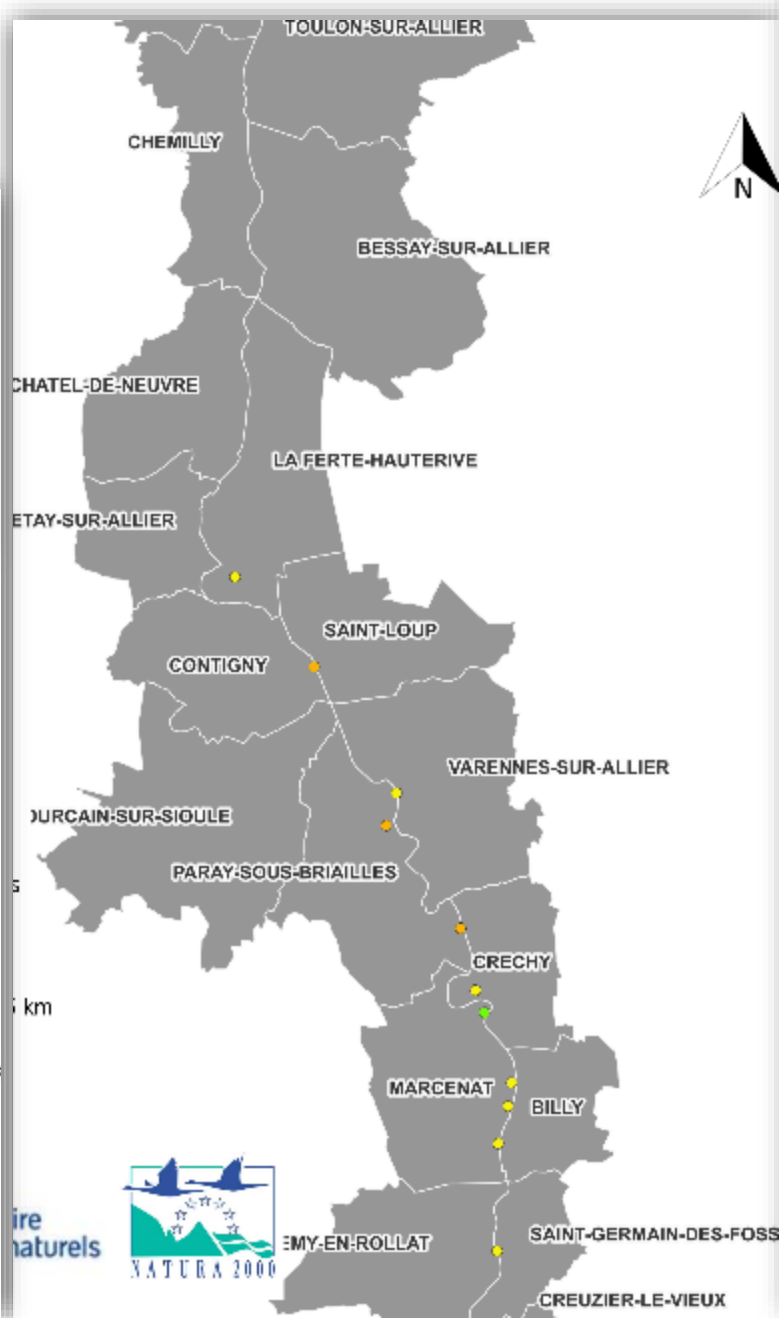 TOULON-SUR-ALLIER
CHEMILLY
N
BESSAY-SUR-ALLIER
CHATEL-DE-NEUVRE
LA FERTE-HAUTERIVE
ETAY-SUR-ALLIER
SAINT-LOUP
CONTIGNY
VARENNES-SUR-ALLIER
OURCAIN-SUR-SIOULE
PARAY-SOUS-BRIAILLES
s
CRECHY
5 km
MARCENAT
BILLY
ire
naturels
NATURA 2000
EMY-EN-ROLLAT
SAINT-GERMAIN-DES-FOSS
CREUZIER-LE-VIEUX